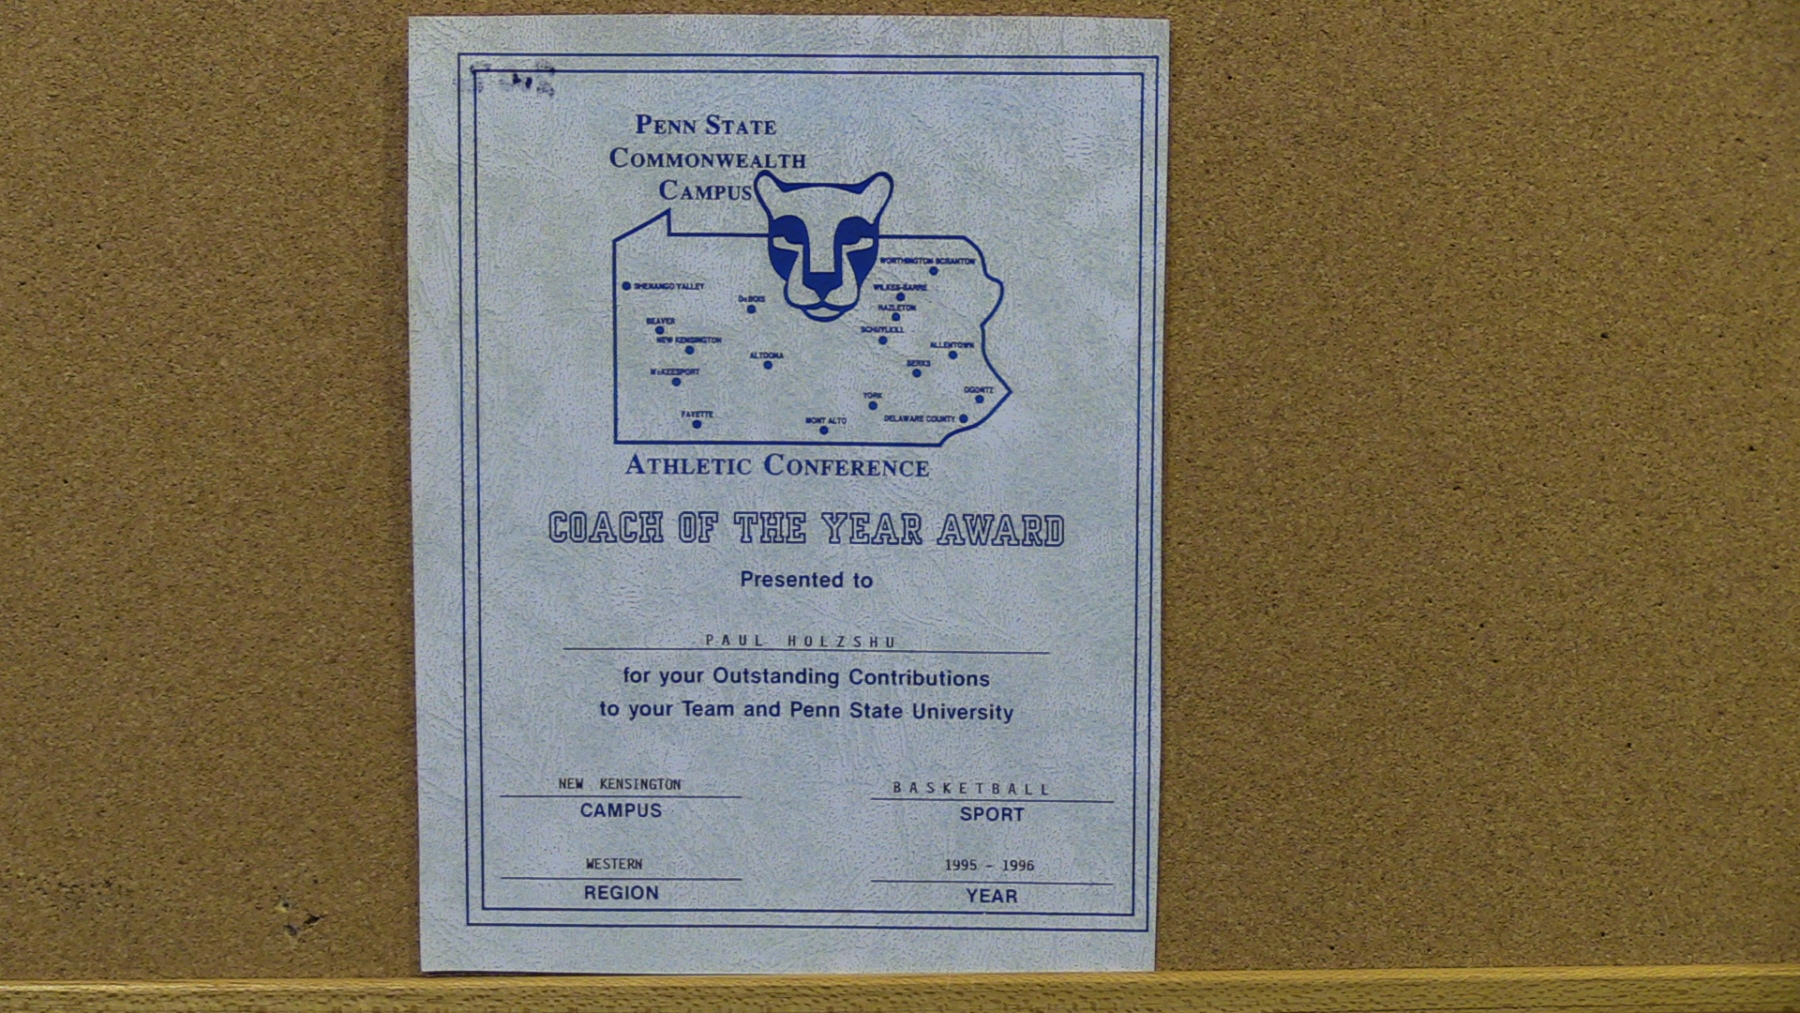 PENN STATE
COMMONWEALTH
CAMPUS
WORTHINGTON SCRANTON
SHENANGO VALLEY
WILKES-BARRE
DuBOIS
HAZLETON
BEAVER
SCHUYLKILL
NEW KENSINGTON
ALLENTOWN
ALTOONA
BERKS
McKEESPORT
OGONTZ
YORK
FAYETTE
MONT ALTO
DELAWARE COUNTY
ATHLETIC CONFERENCE
COACH OF THE YEAR AWARD
Presented to
PAUL HOLZSHU
for your Outstanding Contributions
to your Team and Penn State University
NEW KENSINGTON
BASKETBALL
CAMPUS
SPORT
WESTERN
1995 - 1996
REGION
YEAR